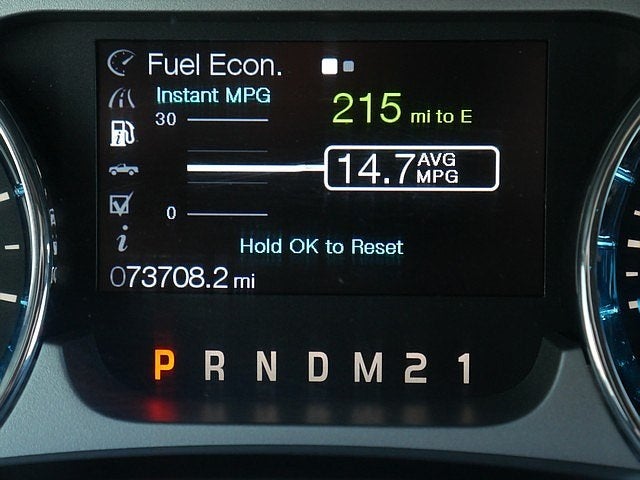 Fuel Econ.
Instant MPG
30
215 mi to E
14.7 AVG MPG
0
Hold OK to Reset
073708.2 mi
P R N D M 2 1